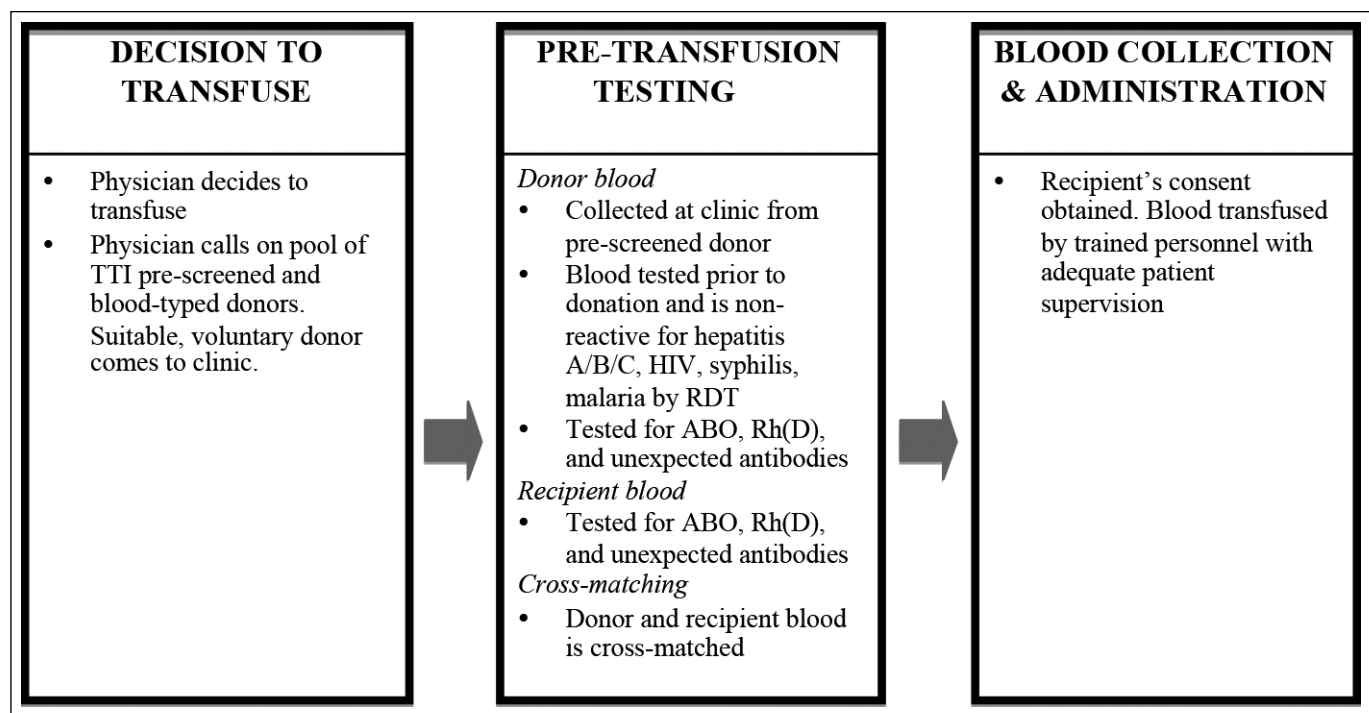 DECISION TO
TRANSFUSE
• Physician decides to
transfuse
• Physician calls on pool of
TTI pre-screened and
blood-typed donors.
Suitable, voluntary donor
comes to clinic.
PRE-TRANSFUSION
TESTING
Donor blood
• Collected at clinic from
pre-screened donor
• Blood tested prior to
donation and is non-
reactive for hepatitis
A/B/C, HIV, syphilis,
malaria by RDT
• Tested for ABO, Rh(D),
and unexpected antibodies
Recipient blood
• Tested for ABO, Rh(D),
and unexpected antibodies
Cross-matching
• Donor and recipient blood
is cross-matched
BLOOD COLLECTION
& ADMINISTRATION
• Recipient’s consent
obtained. Blood transfused
by trained personnel with
adequate patient
supervision